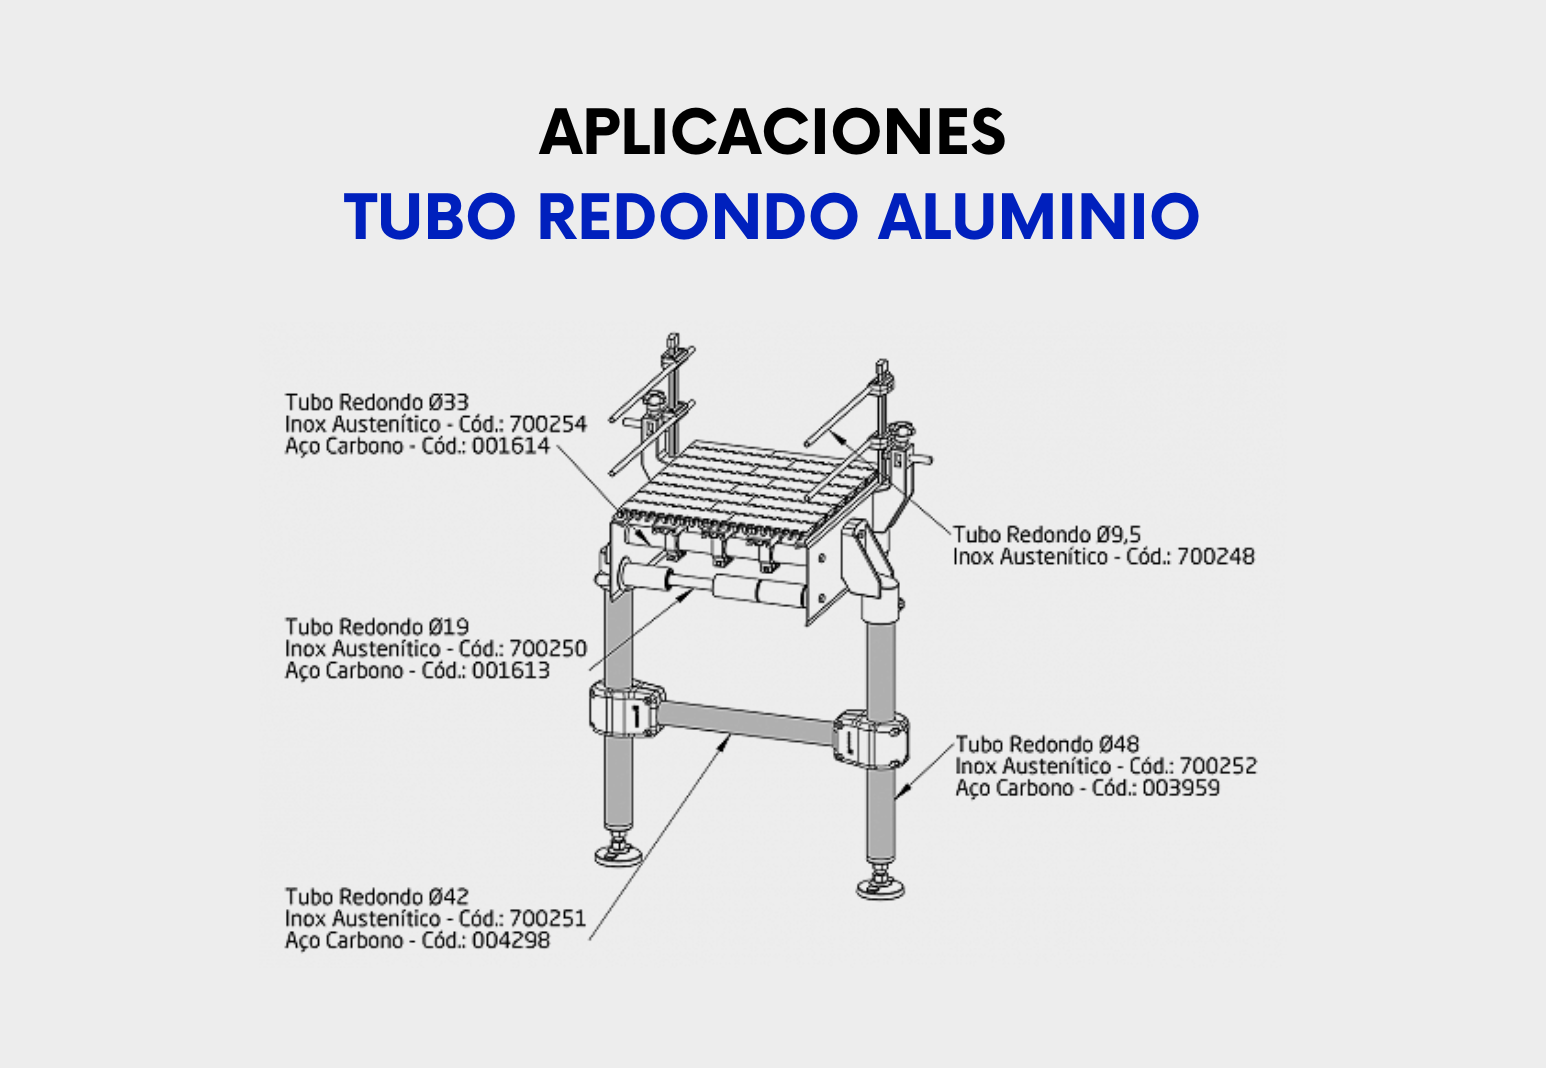 APLICACIONES
TUBO REDONDO ALUMINIO
Tubo Redondo Ø33
Inox Austenítico - Cód.: 700254
Aço Carbono - Cód.: 001614
Tubo Redondo Ø9,5
Inox Austenítico - Cód.: 700248
Tubo Redondo Ø19
Inox Austenítico - Cód.: 700250
Aço Carbono - Cód.: 001613
Tubo Redondo Ø48
Inox Austenítico - Cód.: 700252
Aço Carbono - Cód.: 003959
Tubo Redondo Ø42
Inox Austenítico - Cód.: 700251
Aço Carbono - Cód.: 004298